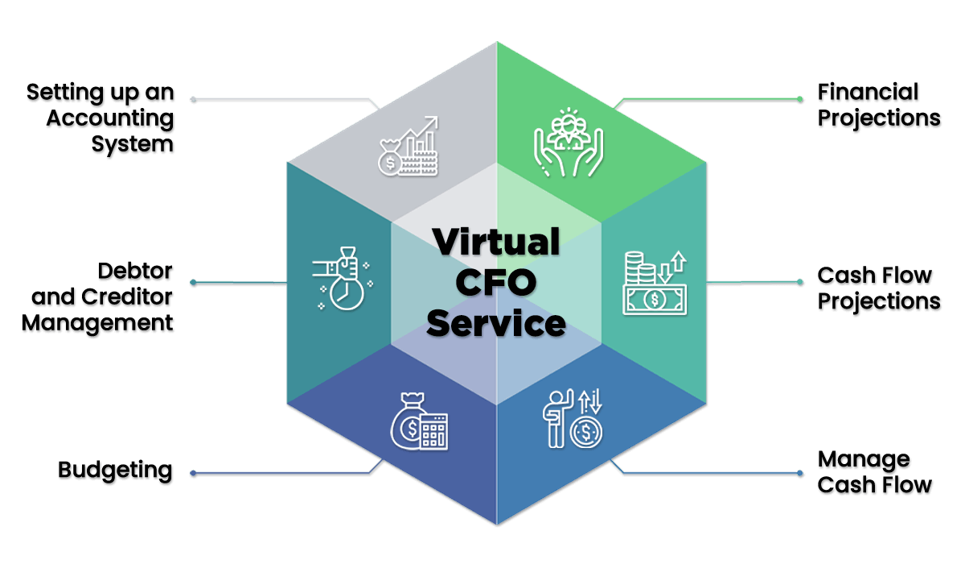 Virtual
CFO
Service
Setting up an
Accounting
System
Debtor
and Creditor
Management
Budgeting
Financial
Projections
Cash Flow
Projections
Manage
Cash Flow